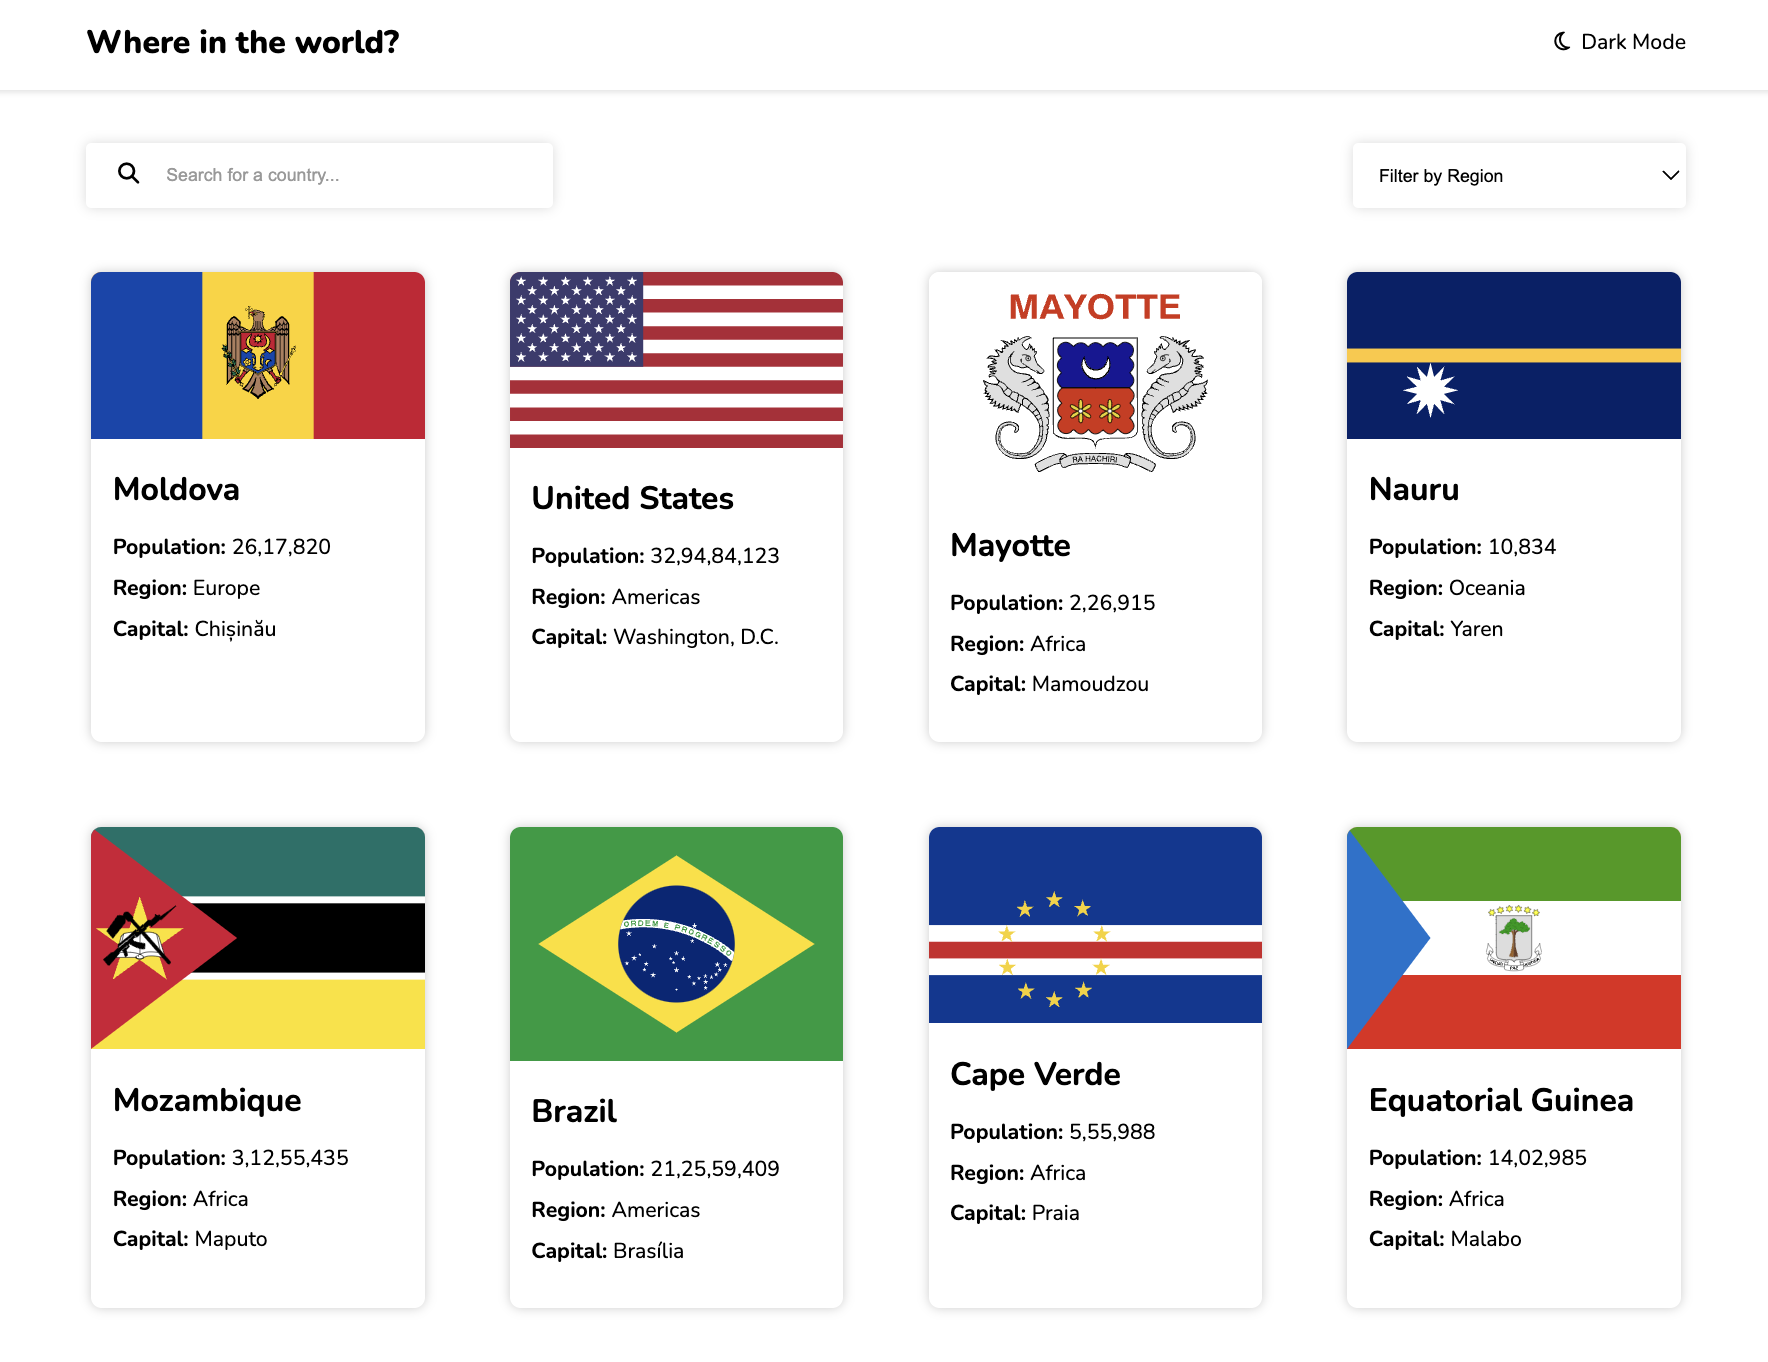 Where in the world?
Dark Mode
Search for a country...
Filter by Region
MAYOTTE
RA HACHIRI
Moldova
Population: 26,17,820
Region: Europe
Capital: Chișinău
United States
Population: 32,94,84,123
Region: Americas
Capital: Washington, D.C.
Mayotte
Population: 2,26,915
Region: Africa
Capital: Mamoudzou
Nauru
Population: 10,834
Region: Oceania
Capital: Yaren
ORDEM E PROGRESSO
Mozambique
Population: 3,12,55,435
Region: Africa
Capital: Maputo
Brazil
Population: 21,25,59,409
Region: Americas
Capital: Brasília
Cape Verde
Population: 5,55,988
Region: Africa
Capital: Praia
Equatorial Guinea
Population: 14,02,985
Region: Africa
Capital: Malabo